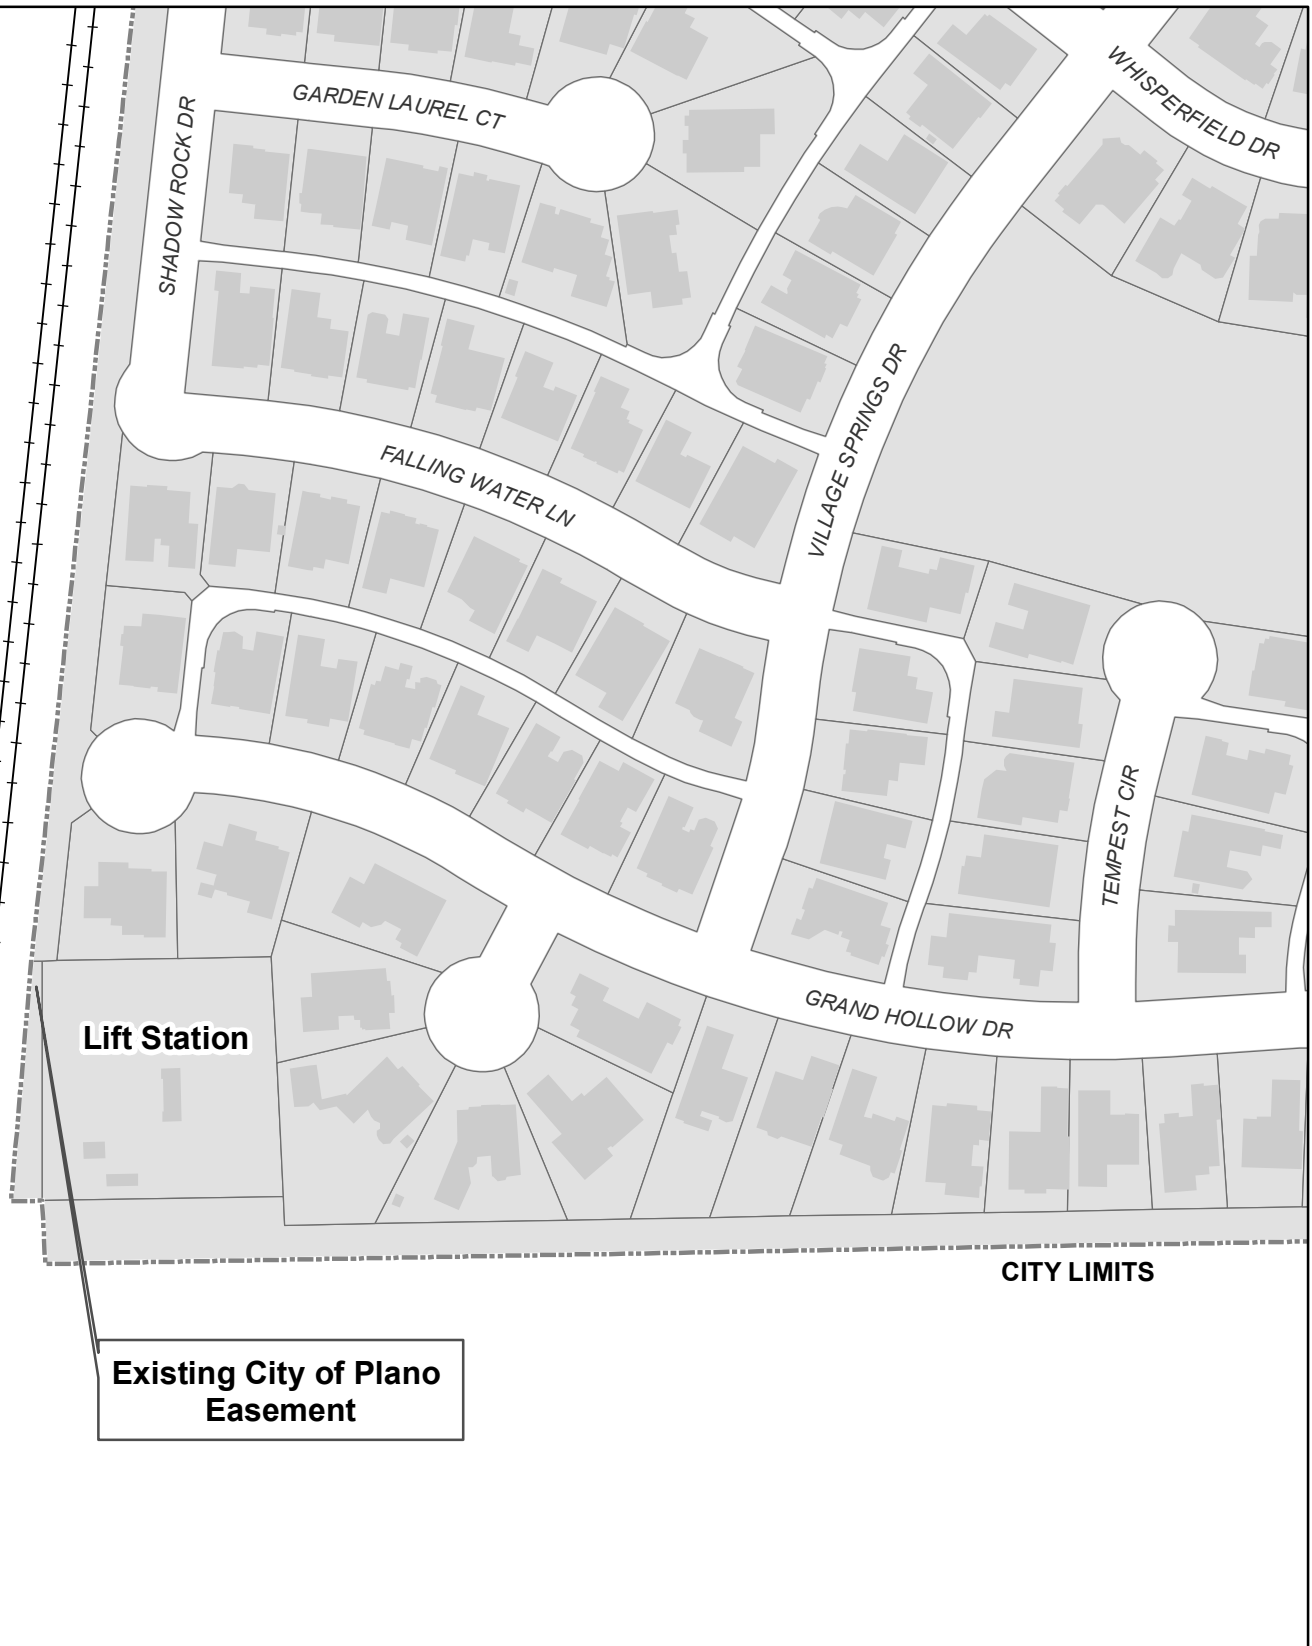 WHISPERFIELD DR
GARDEN LAUREL CT
SHADOW ROCK DR
VILLAGE SPRINGS DR
FALLING WATER LN
TEMPEST CIR
GRAND HOLLOW DR
Lift Station
CITY LIMITS
Existing City of Plano
Easement